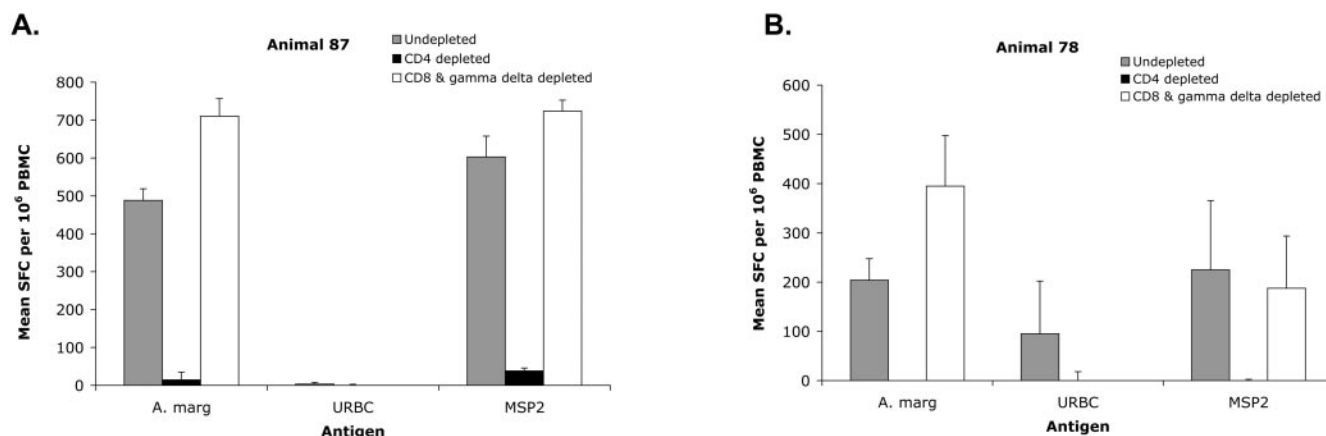 A.
Animal 87
Undepleted
CD4 depleted
CD8 & gamma delta depleted
800
700
600
500
400
300
200
100
0
Mean SFC per 10⁶ PBMC
A. marg
URBC
MSP2
Antigen
B.
Animal 78
Undepleted
CD4 depleted
CD8 & gamma delta depleted
600
500
400
300
200
100
0
Mean SFC per 10⁶ PBMC
A. marg
URBC
MSP2
Antigen